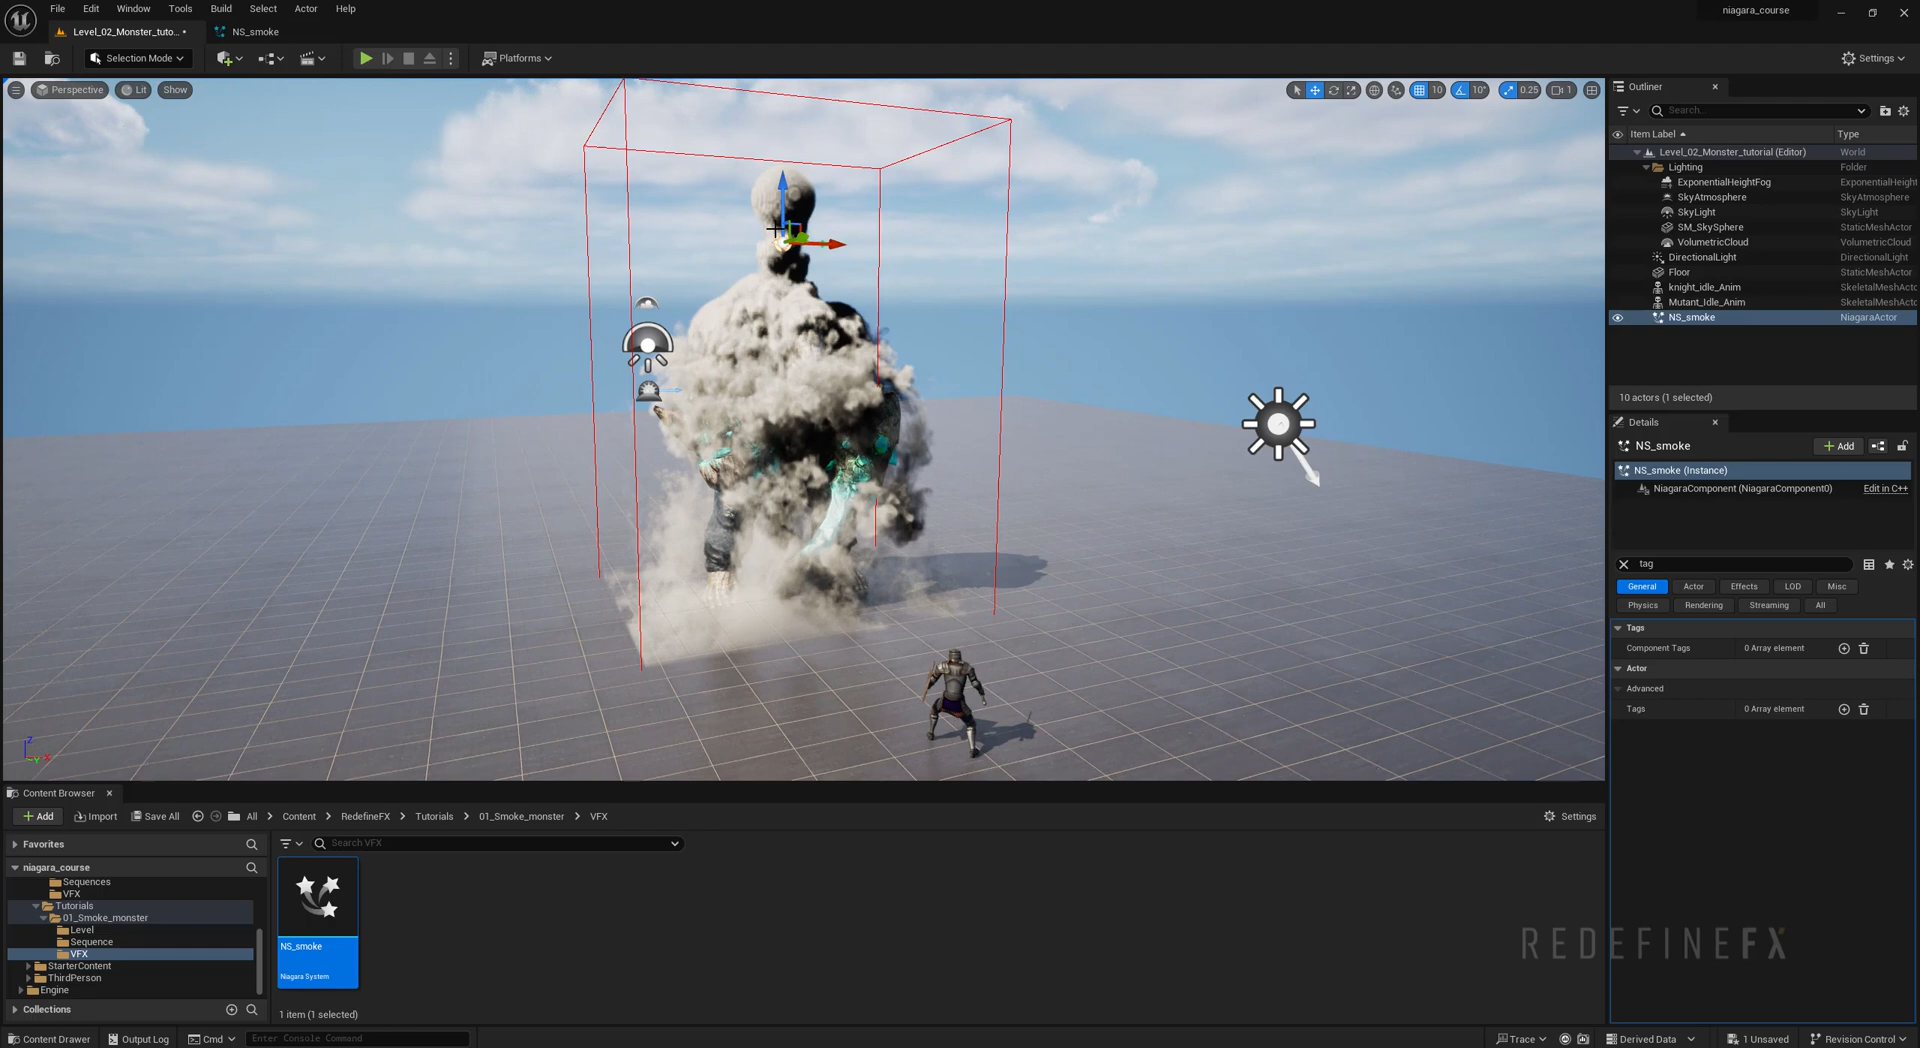 File Edit Window Tools Build Select Actor Help
niagara_course
Level_02_Monster_tuto... •
NS_smoke
Selection Mode
Platforms
Settings
Perspective
Lit
Show
10
10°
0.25
1
Outliner
Search...
Item Label
Type
Level_02_Monster_tutorial (Editor) World
Lighting Folder
ExponentialHeightFog ExponentialHeight
SkyAtmosphere SkyAtmosphere
SkyLight SkyLight
SM_SkySphere StaticMeshActor
VolumetricCloud VolumetricCloud
DirectionalLight DirectionalLight
Floor StaticMeshActor
knight_idle_Anim SkeletalMeshActo
Mutant_Idle_Anim SkeletalMeshActo
NS_smoke NiagaraActor
10 actors (1 selected)
Details
NS_smoke
Add
NS_smoke (Instance)
NiagaraComponent (NiagaraComponent0) Edit in C++
tag
General Actor Effects LOD Misc
Physics Rendering Streaming All
Tags
Component Tags 0 Array element
Actor
Advanced
Tags 0 Array element
Z
Y
X
Content Browser
Add Import Save All All > Content > RedefineFX > Tutorials > 01_Smoke_monster > VFX
Settings
Favorites
Search VFX
niagara_course
Sequences
VFX
Tutorials
01_Smoke_monster
Level
Sequence
VFX
StarterContent
ThirdPerson
Engine
Collections
NS_smoke
Niagara System
1 item (1 selected)
REDEFINEFX
Content Drawer Output Log Cmd Enter Console Command
Trace Derived Data 1 Unsaved Revision Control